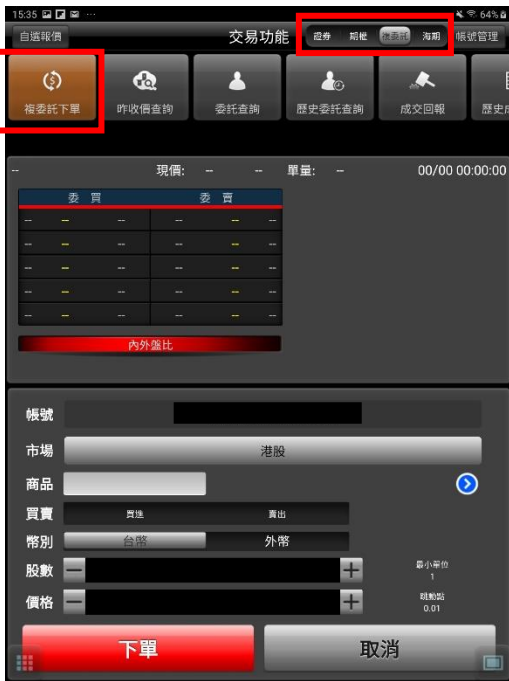 15:35 ··· 64%
自選報價 交易功能 證券 期權 複委託 海期 帳號管理
複委託下單 昨收價查詢 委託查詢 歷史委託查詢 成交回報
-- 現價: -- -- 單量: -- 00/00 00:00:00
委 買 委 賣
-- -- -- -- -- --
-- -- -- -- -- --
-- -- -- -- -- --
-- -- -- -- -- --
-- -- -- -- -- --
內外盤比
帳號
市場 港股
商品
買賣 買進 賣出
幣別 台幣 外幣
股數 − + 最小單位
1
價格 − + 跳動點
0.01
下單 取消